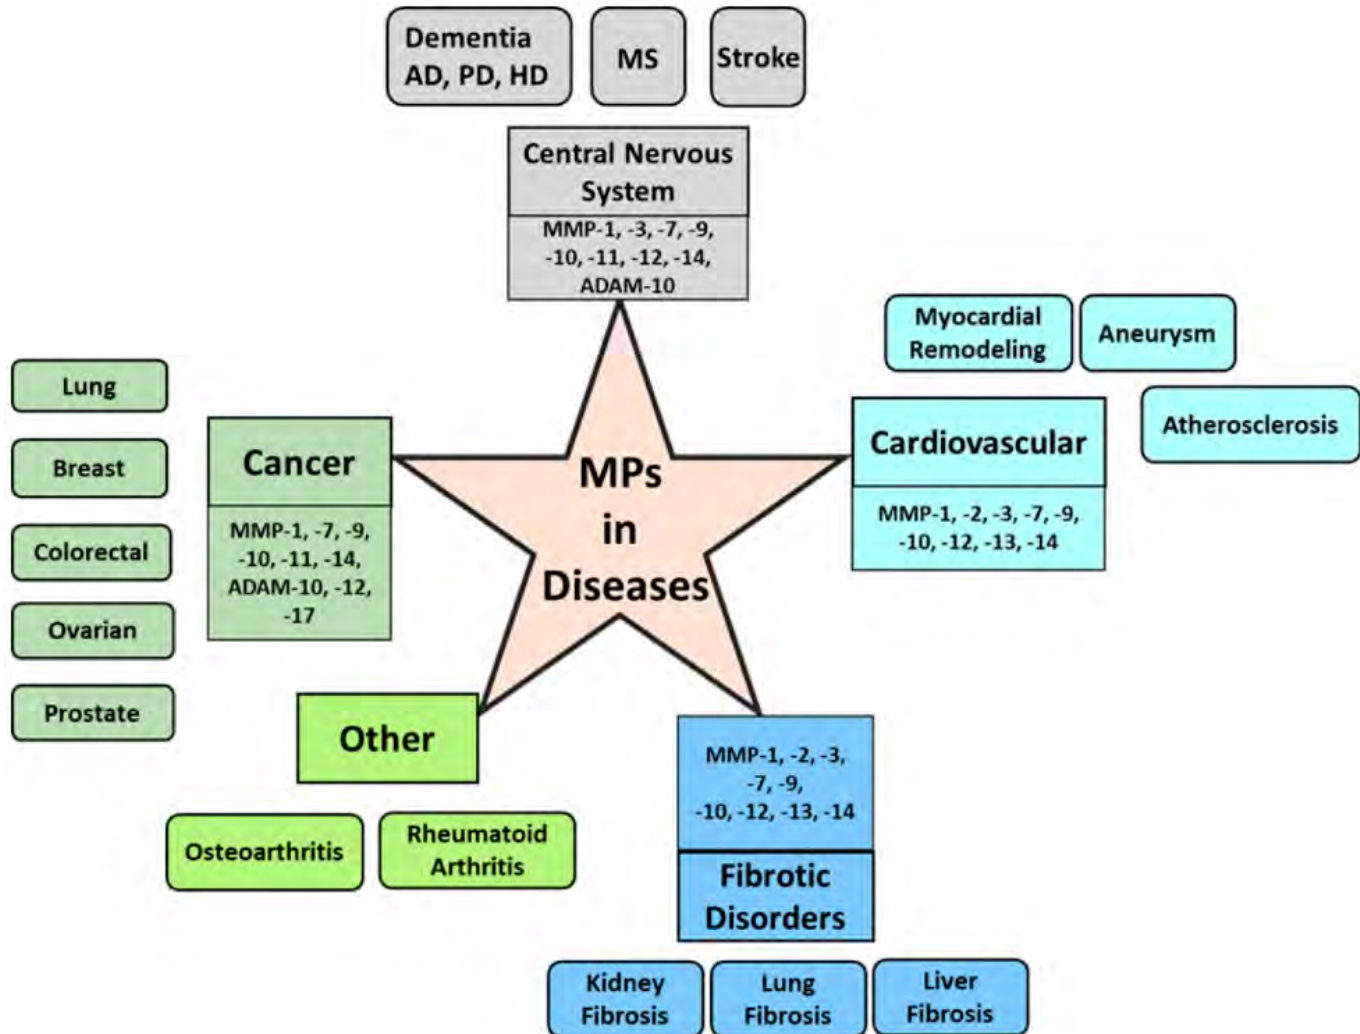 Dementia
AD, PD, HD
MS
Stroke
Central Nervous
System
MMP-1, -3, -7, -9,
-10, -11, -12, -14,
ADAM-10
Myocardial
Remodeling
Aneurysm
Atherosclerosis
Cardiovascular
MMP-1, -2, -3, -7, -9,
-10, -12, -13, -14
Lung
Breast
Colorectal
Ovarian
Prostate
Cancer
MMP-1, -7, -9,
-10, -11, -14,
ADAM-10, -12,
-17
MPs
in
Diseases
Other
Osteoarthritis
Rheumatoid
Arthritis
MMP-1, -2, -3,
-7, -9,
-10, -12, -13, -14
Fibrotic
Disorders
Kidney
Fibrosis
Lung
Fibrosis
Liver
Fibrosis